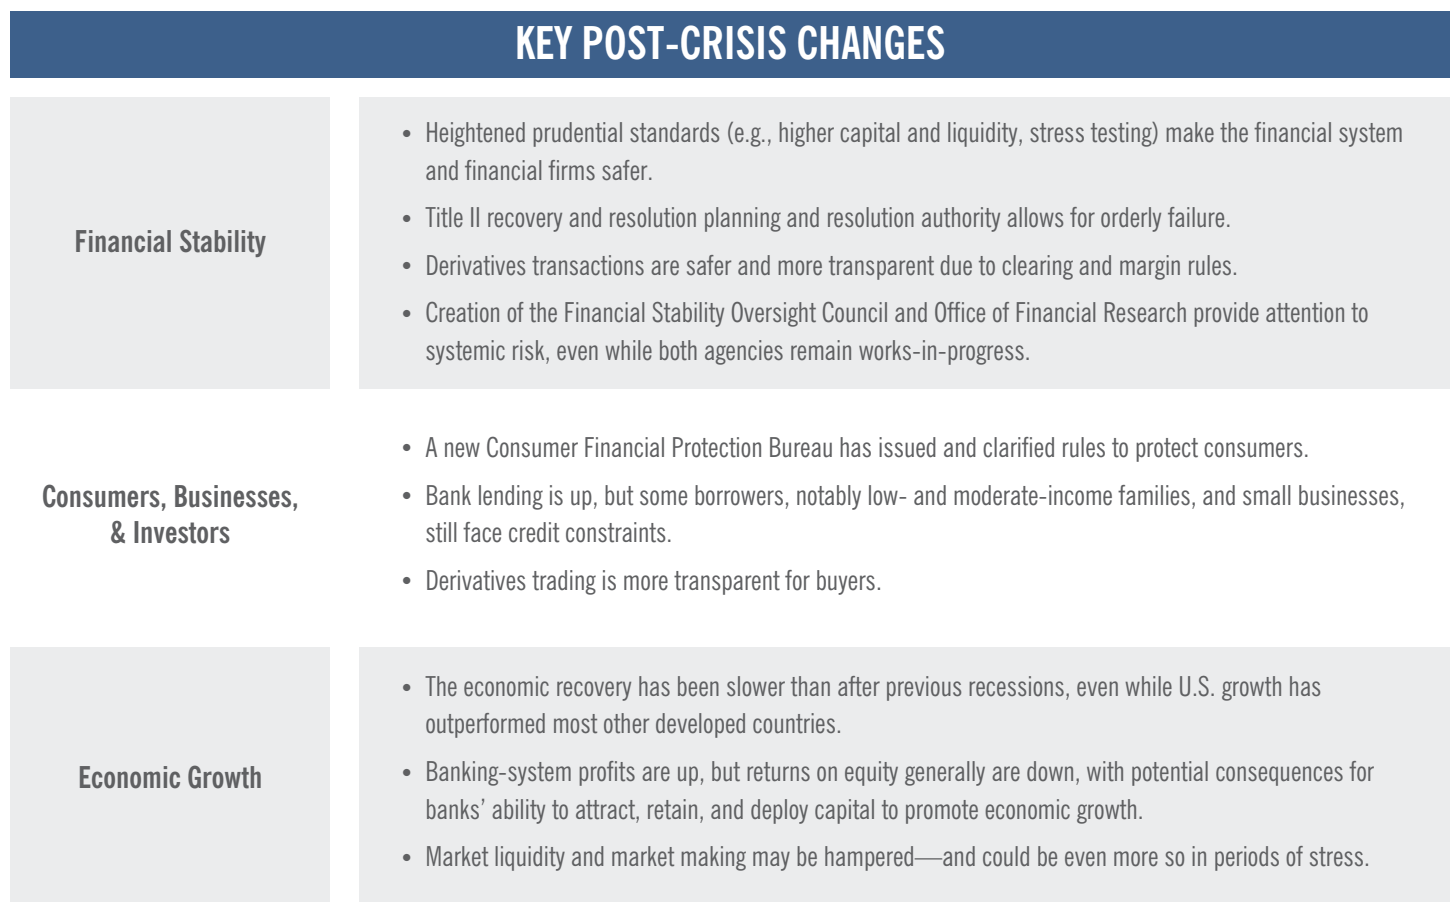 KEY POST-CRISIS CHANGES
Financial Stability
• Heightened prudential standards (e.g., higher capital and liquidity, stress testing) make the financial system
and financial firms safer.
• Title II recovery and resolution planning and resolution authority allows for orderly failure.
• Derivatives transactions are safer and more transparent due to clearing and margin rules.
• Creation of the Financial Stability Oversight Council and Office of Financial Research provide attention to
systemic risk, even while both agencies remain works-in-progress.
Consumers, Businesses,
& Investors
• A new Consumer Financial Protection Bureau has issued and clarified rules to protect consumers.
• Bank lending is up, but some borrowers, notably low- and moderate-income families, and small businesses,
still face credit constraints.
• Derivatives trading is more transparent for buyers.
Economic Growth
• The economic recovery has been slower than after previous recessions, even while U.S. growth has
outperformed most other developed countries.
• Banking-system profits are up, but returns on equity generally are down, with potential consequences for
banks’ ability to attract, retain, and deploy capital to promote economic growth.
• Market liquidity and market making may be hampered—and could be even more so in periods of stress.